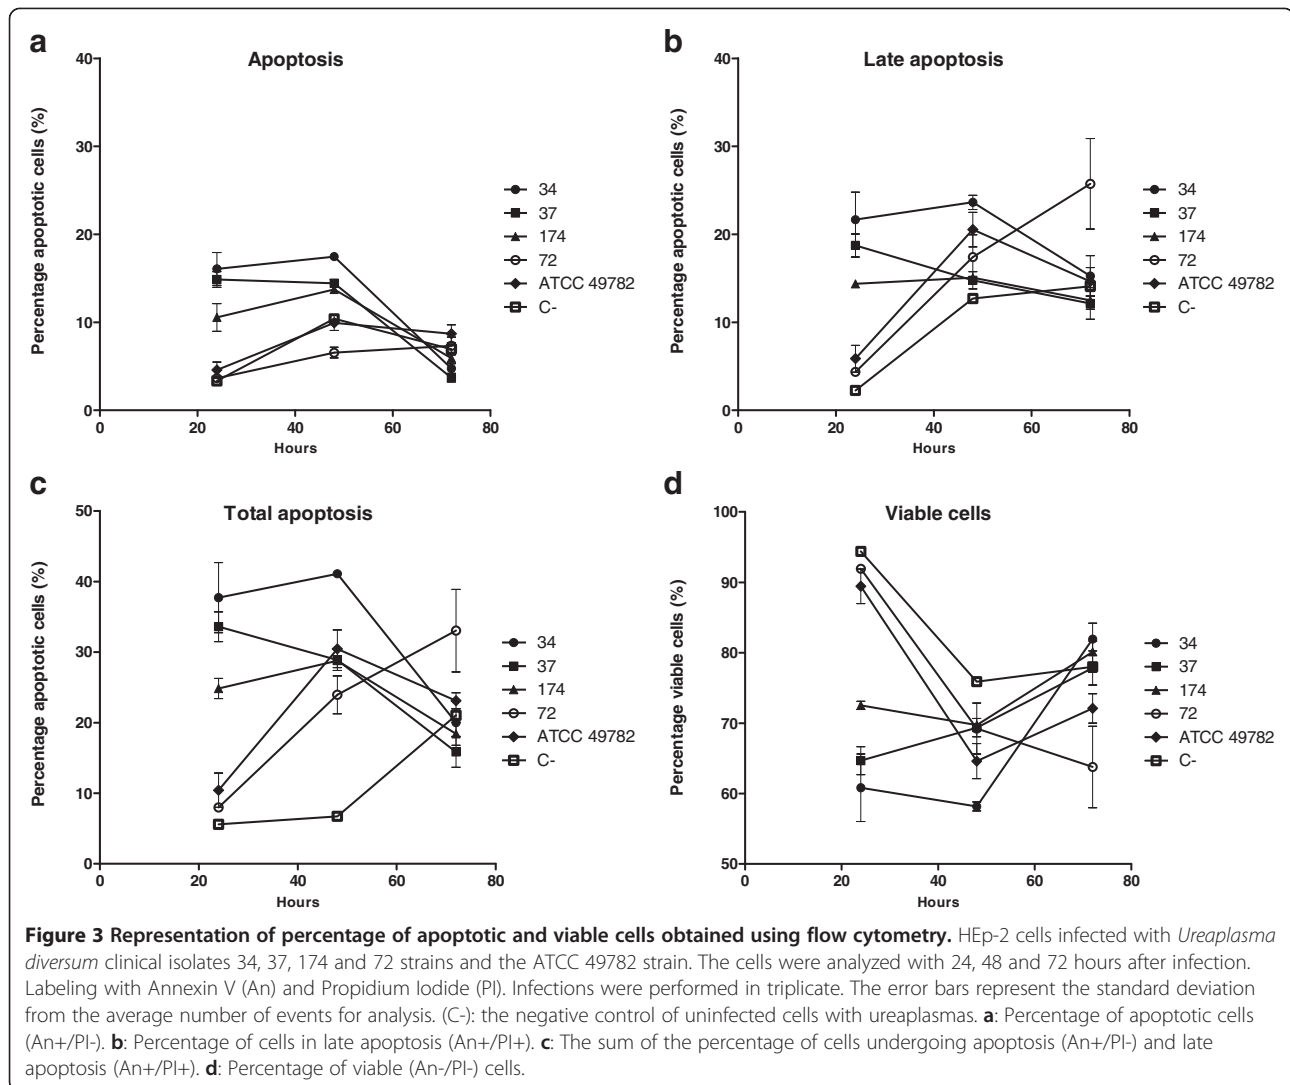 a
Apoptosis
Percentage apoptotic cells (%)
40
30
20
10
0
0 20 40 60 80
Hours
34
37
174
72
ATCC 49782
C-
b
Late apoptosis
Percentage apoptotic cells (%)
40
30
20
10
0
0 20 40 60 80
Hours
34
37
174
72
ATCC 49782
C-
c
Total apoptosis
Percentage apoptotic cells (%)
50
40
30
20
10
0
0 20 40 60 80
Hours
34
37
174
72
ATCC 49782
C-
d
Viable cells
Percentage viable cells (%)
100
90
80
70
60
50
0 20 40 60 80
Hours
34
37
174
72
ATCC 49782
C-
Figure 3 Representation of percentage of apoptotic and viable cells obtained using flow cytometry. HEp-2 cells infected with Ureaplasma
diversum clinical isolates 34, 37, 174 and 72 strains and the ATCC 49782 strain. The cells were analyzed with 24, 48 and 72 hours after infection.
Labeling with Annexin V (An) and Propidium Iodide (PI). Infections were performed in triplicate. The error bars represent the standard deviation
from the average number of events for analysis. (C-): the negative control of uninfected cells with ureaplasmas. a: Percentage of apoptotic cells
(An+/PI-). b: Percentage of cells in late apoptosis (An+/PI+). c: The sum of the percentage of cells undergoing apoptosis (An+/PI-) and late
apoptosis (An+/PI+). d: Percentage of viable (An-/PI-) cells.